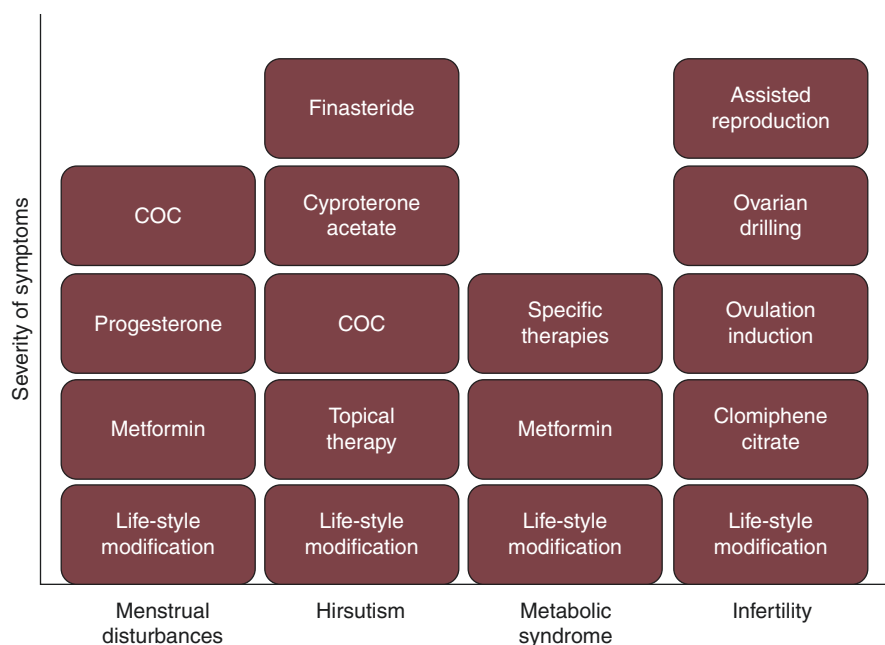 Severity of symptoms
Finasteride
Assisted
reproduction
COC
Cyproterone
acetate
Ovarian
drilling
Progesterone
COC
Specific
therapies
Ovulation
induction
Metformin
Topical
therapy
Metformin
Clomiphene
citrate
Life-style
modification
Life-style
modification
Life-style
modification
Life-style
modification
Menstrual
disturbances
Hirsutism
Metabolic
syndrome
Infertility